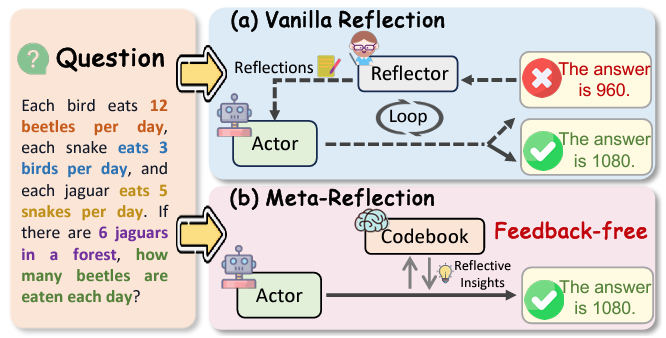 Question
Each bird eats 12
beetles per day,
each snake eats 3
birds per day, and
each jaguar eats 5
snakes per day. If
there are 6 jaguars
in a forest, how
many beetles are
eaten each day?
(a) Vanilla Reflection
Reflections
Reflector
The answer
is 960.
Loop
Actor
The answer
is 1080.
(b) Meta-Reflection
Codebook
Feedback-free
Reflective
Insights
Actor
The answer
is 1080.